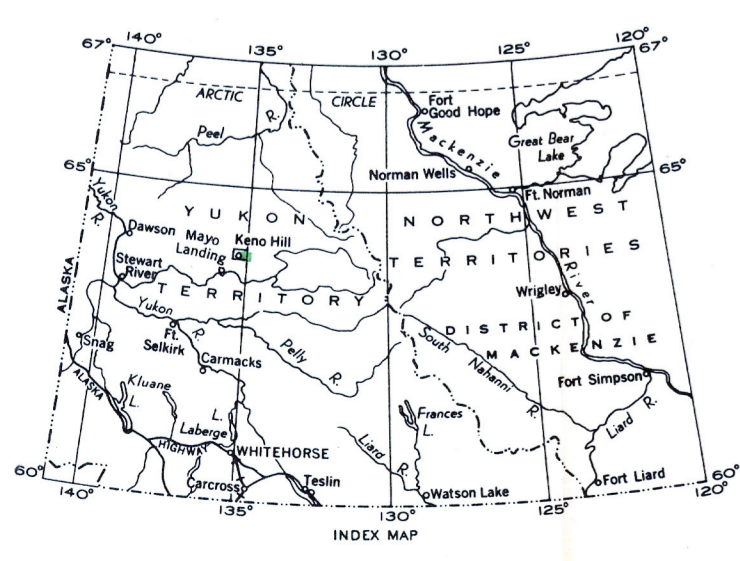 67° 140° 135° 130° 125° 120° 67°
ARCTIC CIRCLE
Fort
Good Hope
Peel R.
Mackenzie
Great Bear
Lake
Norman Wells
65° 65°
Ft. Norman
Yukon R.
YUKON
NORTHWEST
Dawson
Mayo
Landing
Keno Hill
TERRITORIES
Stewart
River
TERRITORY
ALASKA
Wrigley
River
Yukon R.
DISTRICT OF
MACKENZIE
Ft.
Selkirk
Snag
Pelly R.
South Nahanni R.
Carmacks
Fort Simpson
ALASKA HIGHWAY
Kluane
L.
L.
Laberge
Frances
L.
Liard R.
WHITEHORSE
Liard R.
60° 60°
Carcross
Teslin
Watson Lake
Fort Liard
140° 135° 130° 125° 120°
INDEX MAP